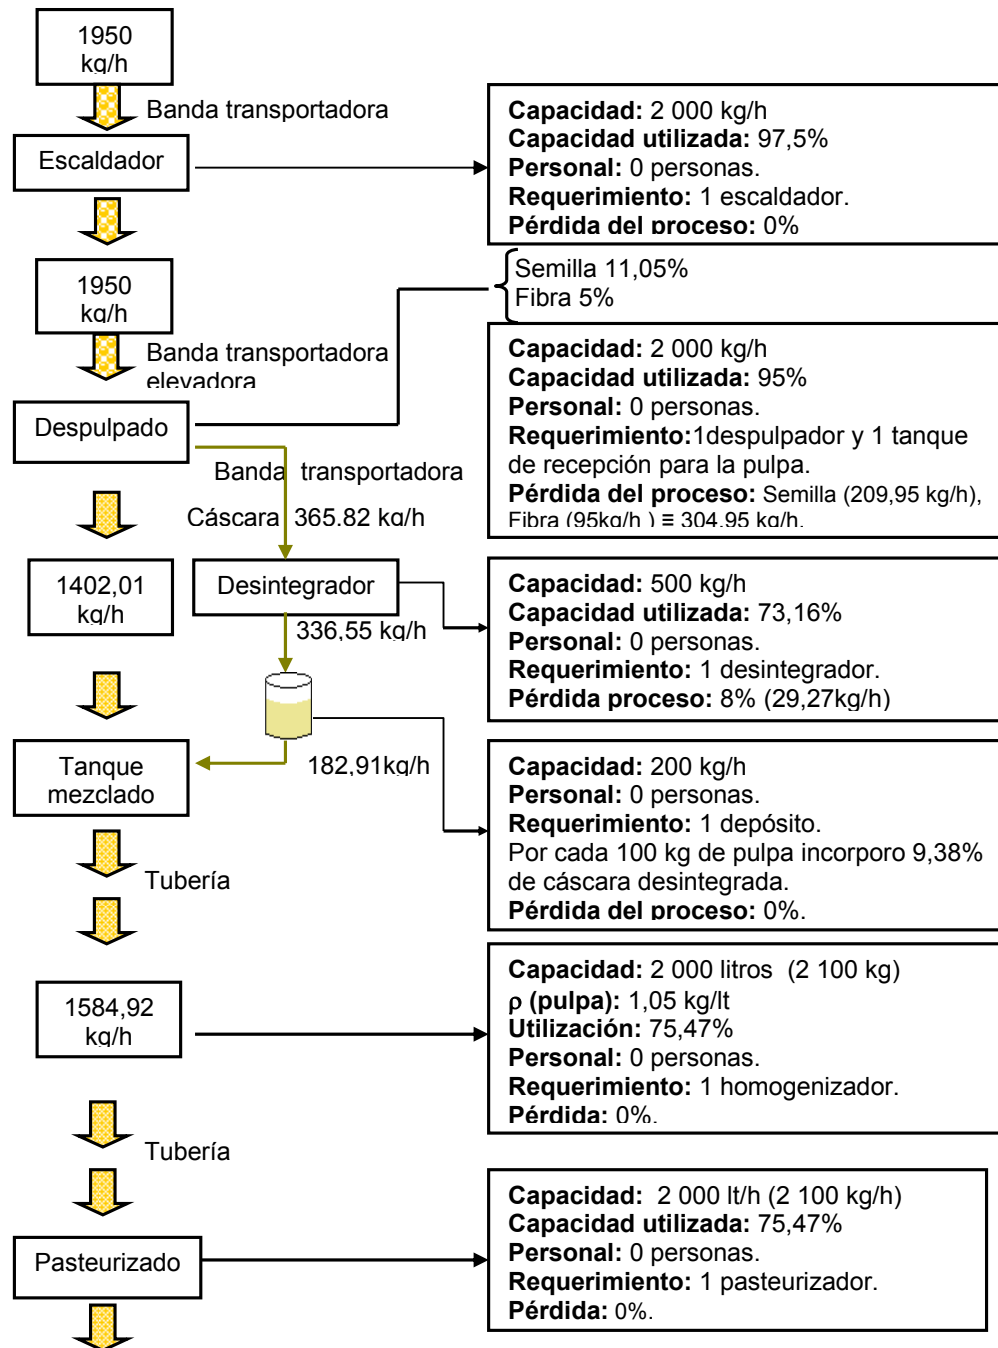 1950
kg/h
Banda transportadora
Escaldador
Capacidad: 2 000 kg/h
Capacidad utilizada: 97,5%
Personal: 0 personas.
Requerimiento: 1 escaldador.
Pérdida del proceso: 0%
1950
kg/h
Semilla 11,05%
Fibra 5%
Banda transportadora
elevadora
Despulpado
Capacidad: 2 000 kg/h
Capacidad utilizada: 95%
Personal: 0 personas.
Requerimiento:1despulpador y 1 tanque
de recepción para la pulpa.
Pérdida del proceso: Semilla (209,95 kg/h),
Fibra (95kg/h ) ≡ 304,95 kg/h.
Banda transportadora
Cáscara 365.82 kg/h
1402,01
kg/h
Desintegrador
336,55 kg/h
Capacidad: 500 kg/h
Capacidad utilizada: 73,16%
Personal: 0 personas.
Requerimiento: 1 desintegrador.
Pérdida proceso: 8% (29,27kg/h)
Tanque
mezclado
182,91kg/h
Capacidad: 200 kg/h
Personal: 0 personas.
Requerimiento: 1 depósito.
Por cada 100 kg de pulpa incorporo 9,38%
de cáscara desintegrada.
Pérdida del proceso: 0%.
Tubería
1584,92
kg/h
Capacidad: 2 000 litros (2 100 kg)
ρ (pulpa): 1,05 kg/lt
Utilización: 75,47%
Personal: 0 personas.
Requerimiento: 1 homogenizador.
Pérdida: 0%.
Tubería
Pasteurizado
Capacidad: 2 000 lt/h (2 100 kg/h)
Capacidad utilizada: 75,47%
Personal: 0 personas.
Requerimiento: 1 pasteurizador.
Pérdida: 0%.